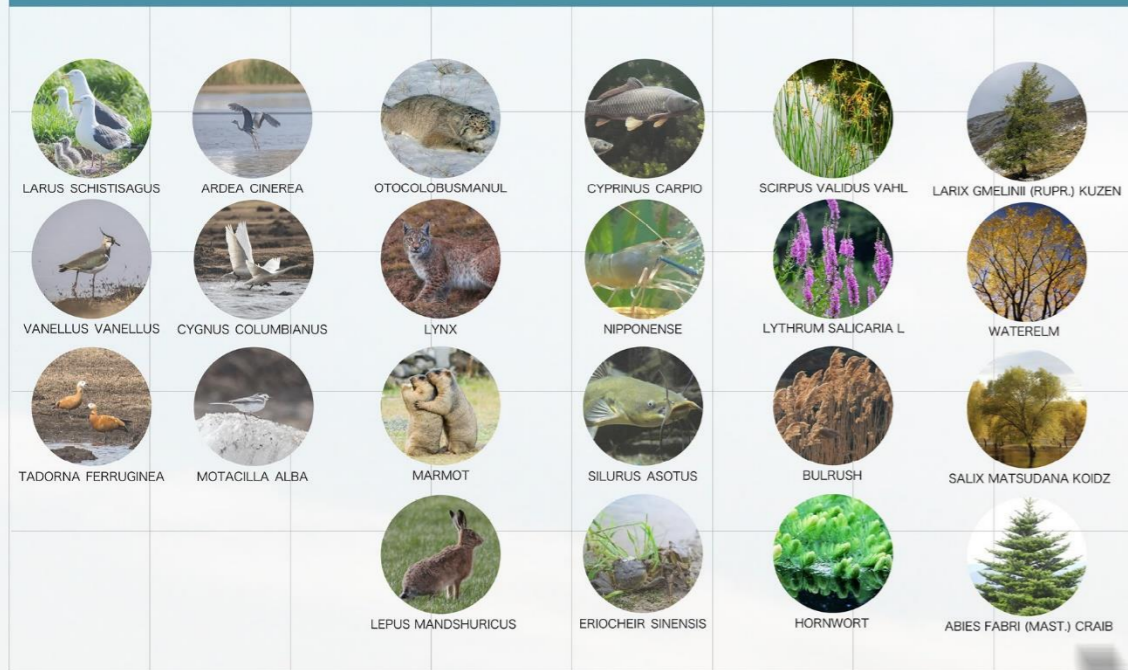 LARUS SCHISTISAGUS
ARDEA CINEREA
OTOCOLOBUSMANUL
CYPRINUS CARPIO
SCIRPUS VALIDUS VAHL
LARIX GMELINII (RUPR.) KUZEN
VANELLUS VANELLUS
CYGNUS COLUMBIANUS
LYNX
NIPPONENSE
LYTHRUM SALICARIA L
WATERELM
TADORNA FERRUGINEA
MOTACILLA ALBA
MARMOT
SILURUS ASOTUS
BULRUSH
SALIX MATSUDANA KOIDZ
LEPUS MANDSHURICUS
ERIOCHEIR SINENSIS
HORNWORT
ABIES FABRI (MAST.) CRAIB